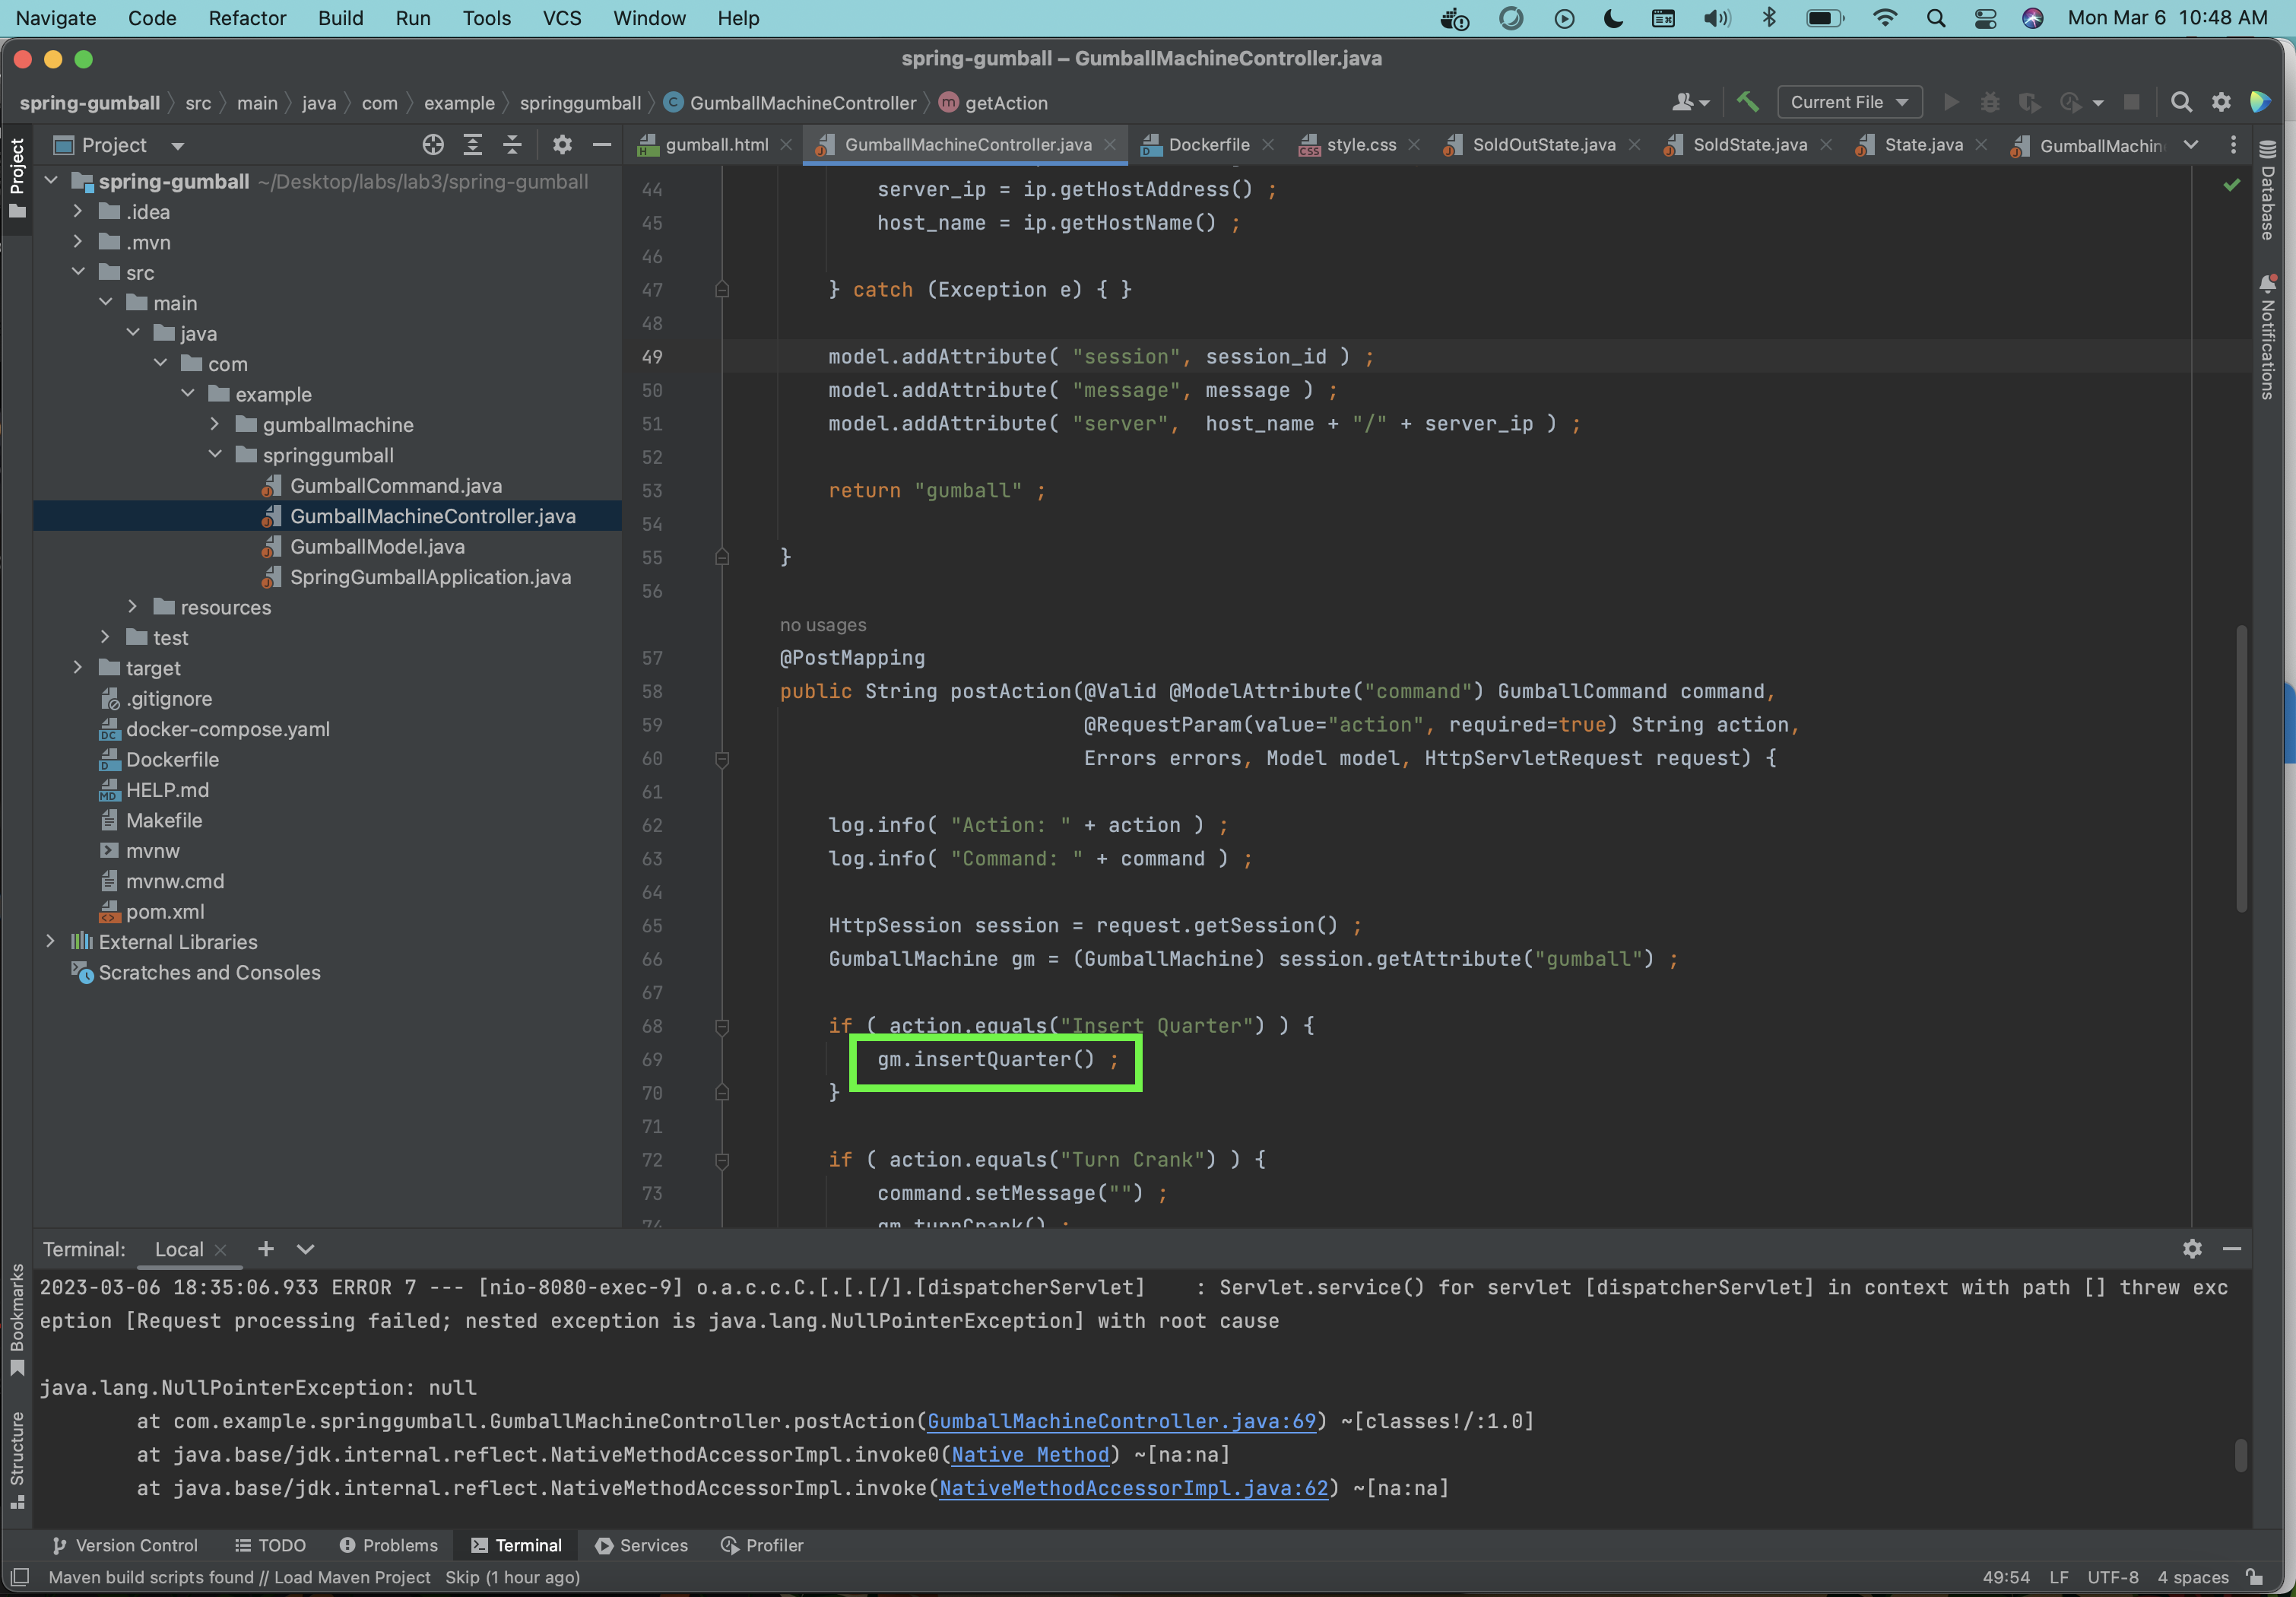 Navigate Code Refactor Build Run Tools VCS Window Help Mon Mar 6 10:48 AM
spring-gumball – GumballMachineController.java
spring-gumball src main java com example springgumball C GumballMachineController m getAction Current File
Project gumball.html GumballMachineController.java Dockerfile style.css SoldOutState.java SoldState.java State.java GumballMachin
Project
spring-gumball ~/Desktop/labs/lab3/spring-gumball
.idea
.mvn
src
main
java
com
example
gumballmachine
springgumball
GumballCommand.java
GumballMachineController.java
GumballModel.java
SpringGumballApplication.java
resources
test
target
.gitignore
docker-compose.yaml
Dockerfile
HELP.md
Makefile
mvnw
mvnw.cmd
pom.xml
External Libraries
Scratches and Consoles
44 server_ip = ip.getHostAddress() ;
45 host_name = ip.getHostName() ;
46
47 } catch (Exception e) { }
48
49 model.addAttribute( "session", session_id ) ;
50 model.addAttribute( "message", message ) ;
51 model.addAttribute( "server", host_name + "/" + server_ip ) ;
52
53 return "gumball" ;
54
55 }
56
no usages
57 @PostMapping
58 public String postAction(@Valid @ModelAttribute("command") GumballCommand command,
59 @RequestParam(value="action", required=true) String action,
60 Errors errors, Model model, HttpServletRequest request) {
61
62 log.info( "Action: " + action ) ;
63 log.info( "Command: " + command ) ;
64
65 HttpSession session = request.getSession() ;
66 GumballMachine gm = (GumballMachine) session.getAttribute("gumball") ;
67
68 if ( action.equals("Insert Quarter") ) {
69 gm.insertQuarter() ;
70 }
71
72 if ( action.equals("Turn Crank") ) {
73 command.setMessage("") ;
74 gm.turnCrank() ;
Database
Notifications
Bookmarks
Structure
Terminal: Local
2023-03-06 18:35:06.933 ERROR 7 --- [nio-8080-exec-9] o.a.c.c.C.[.[.[/].[dispatcherServlet] : Servlet.service() for servlet [dispatcherServlet] in context with path [] threw exc
eption [Request processing failed; nested exception is java.lang.NullPointerException] with root cause
java.lang.NullPointerException: null
at com.example.springgumball.GumballMachineController.postAction(GumballMachineController.java:69) ~[classes!/:1.0]
at java.base/jdk.internal.reflect.NativeMethodAccessorImpl.invoke0(Native Method) ~[na:na]
at java.base/jdk.internal.reflect.NativeMethodAccessorImpl.invoke(NativeMethodAccessorImpl.java:62) ~[na:na]
Version Control TODO Problems Terminal Services Profiler
Maven build scripts found // Load Maven Project Skip (1 hour ago) 49:54 LF UTF-8 4 spaces